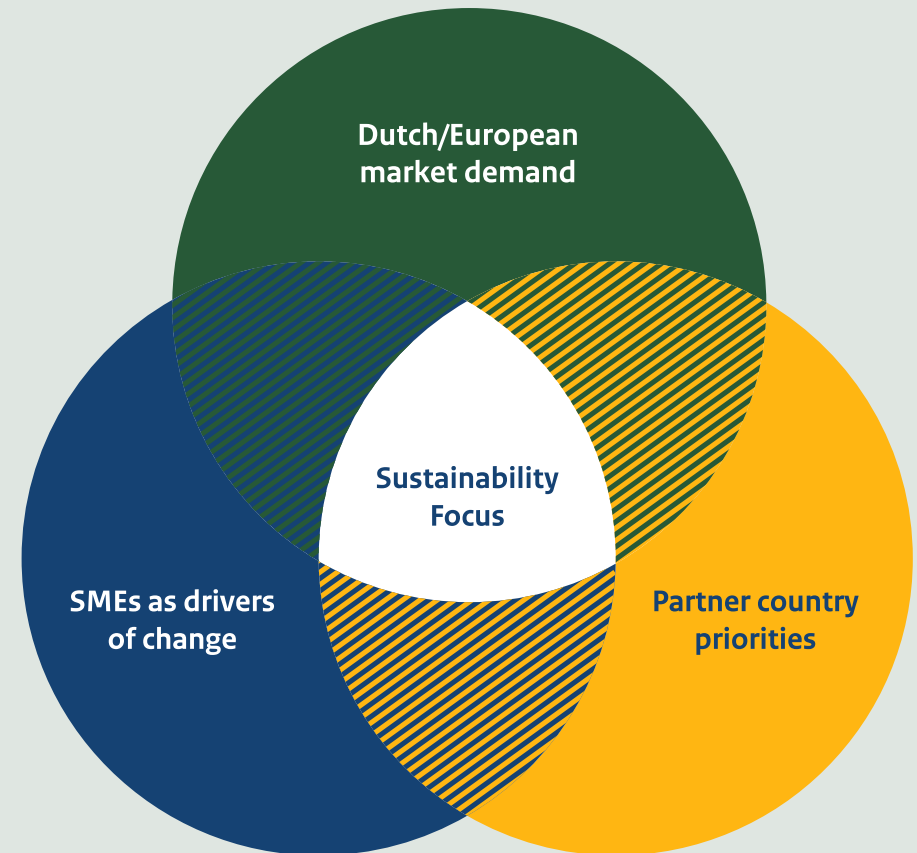 Dutch/European
market demand
Sustainability
Focus
SMEs as drivers
of change
Partner country
priorities